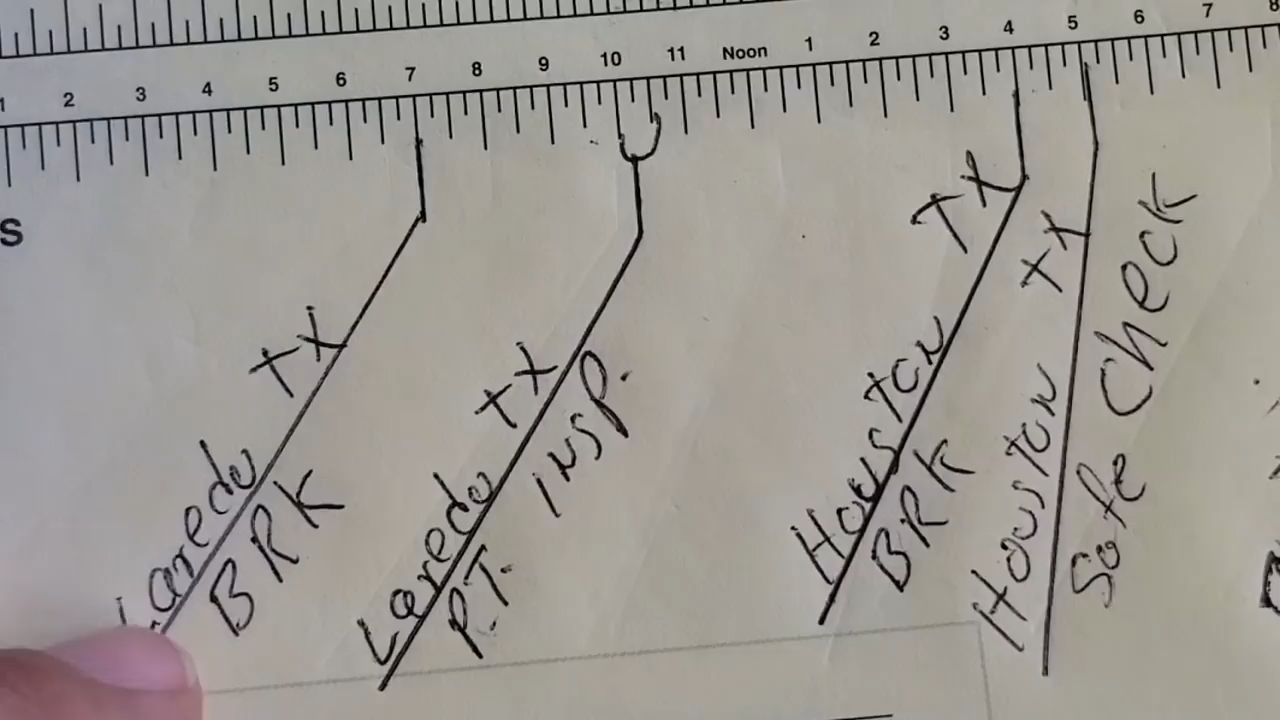 1 2 3 4 5 6 7 8 9 10 11 Noon 1 2 3 4 5 6 7 8
S
Laredo TX
BRK
Laredo TX
P.T. INSP.
Houston TX
BRK
Houston TX
Safe Check